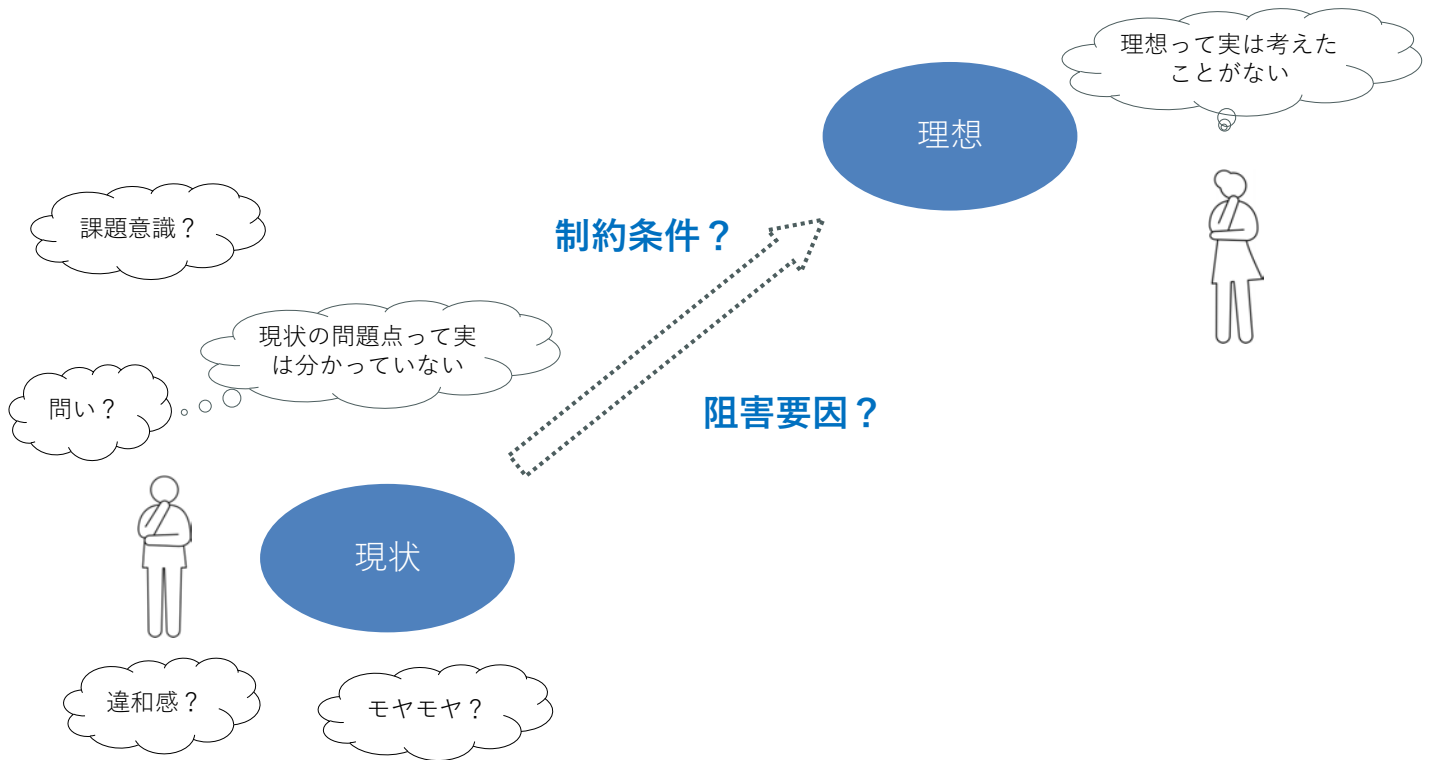 理想って実は考えた
ことがない
理想
課題意識？
制約条件？
現状の問題点って実
は分かっていない
問い？
阻害要因？
現状
違和感？
モヤモヤ？